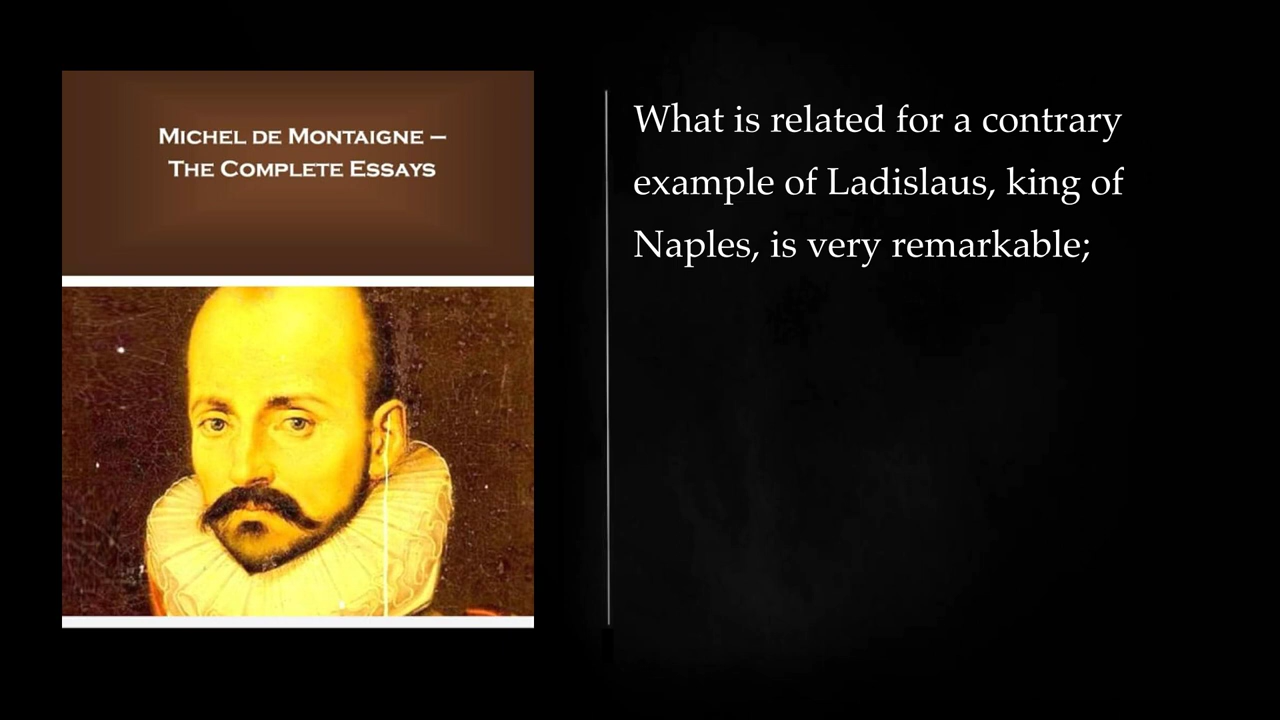 MICHEL DE MONTAIGNE –
THE COMPLETE ESSAYS
What is related for a contrary
example of Ladislaus, king of
Naples, is very remarkable;